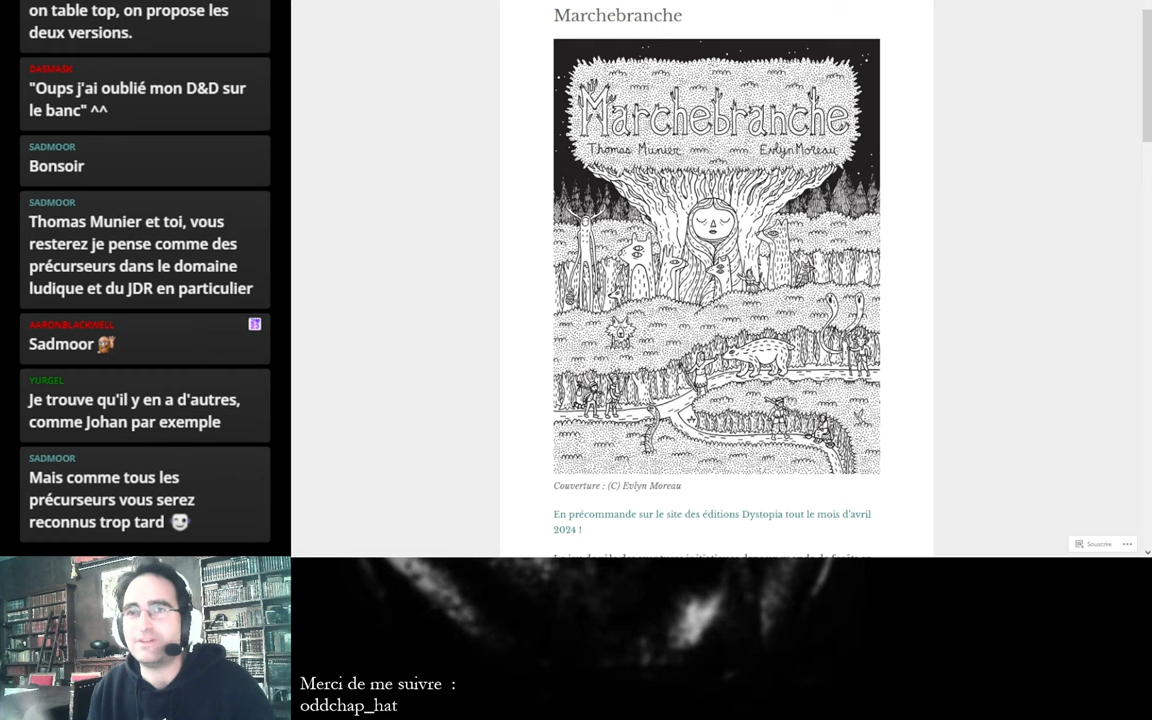 on table top, on propose les
deux versions.
DASMASK
"Oups j'ai oublié mon D&D sur
le banc" ^^
SADMOOR
Bonsoir
SADMOOR
Thomas Munier et toi, vous
resterez je pense comme des
précurseurs dans le domaine
ludique et du JDR en particulier
AARONBLACKWELL
Sadmoor
YURGEL
Je trouve qu'il y en a d'autres,
comme Johan par exemple
SADMOOR
Mais comme tous les
précurseurs vous serez
reconnus trop tard
Marchebranche
Marchebranche
Thomas Munier Evlyn Moreau
Couverture : (C) Evlyn Moreau
En précommande sur le site des éditions Dystopia tout le mois d'avril
2024 !
Souscrire
Merci de me suivre :
oddchap_hat